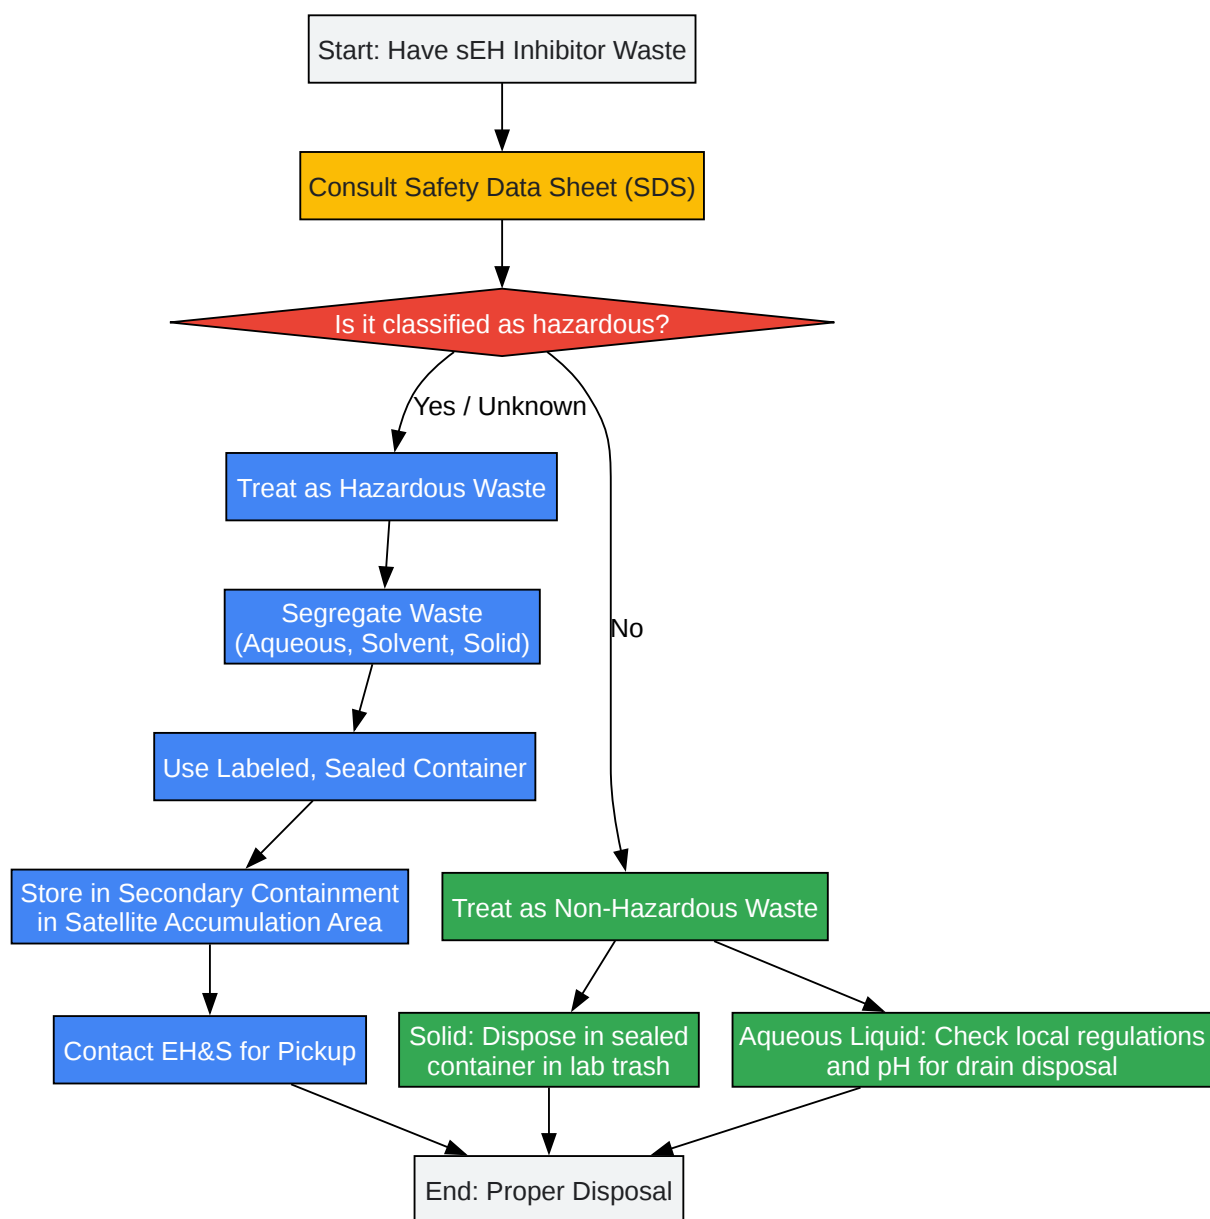 Start: Have sEH Inhibitor Waste
Consult Safety Data Sheet (SDS)
Is it classified as hazardous?
Yes / Unknown
Treat as Hazardous Waste
Segregate Waste
(Aqueous, Solvent, Solid)
No
Use Labeled, Sealed Container
Store in Secondary Containment
in Satellite Accumulation Area
Treat as Non-Hazardous Waste
Contact EH&S for Pickup
Solid: Dispose in sealed
container in lab trash
Aqueous Liquid: Check local regulations
and pH for drain disposal
End: Proper Disposal